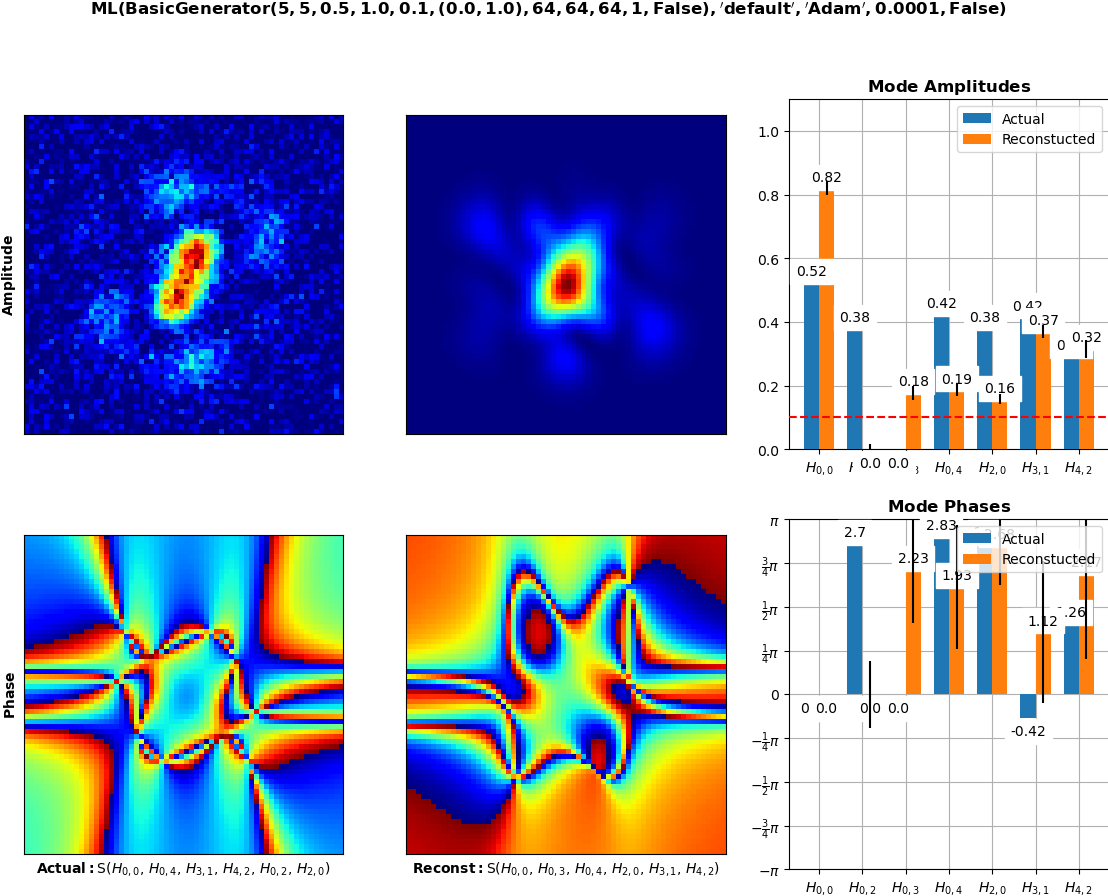 ML(BasicGenerator(5, 5, 0.5, 1.0, 0.1, (0.0, 1.0), 64, 64, 64, 1, False), 'default', 'Adam', 0.0001, False)
Mode Amplitudes
Actual
Reconstucted
1.0
0.8
0.6
0.4
0.2
0.0
0.82
0.52
0.38
0.42
0.38
0.42
0.37
0
0.32
0.18
0.19
0.16
0.0 0.0
H0,0
H0,4 H2,0 H3,1 H4,2
Amplitude
Mode Phases
Actual
Reconstucted
π
3/4π
1/2π
1/4π
0
−1/4π
−1/2π
−3/4π
−π
2.7
2.83
2.23
1.93
1.12
.26
0 0.0
0.0 0.0
-0.42
H0,0 H0,2 H0,3 H0,4 H2,0 H3,1 H4,2
Phase
Actual: S(H0,0, H0,4, H3,1, H4,2, H0,2, H2,0)
Reconst: S(H0,0, H0,3, H0,4, H2,0, H3,1, H4,2)